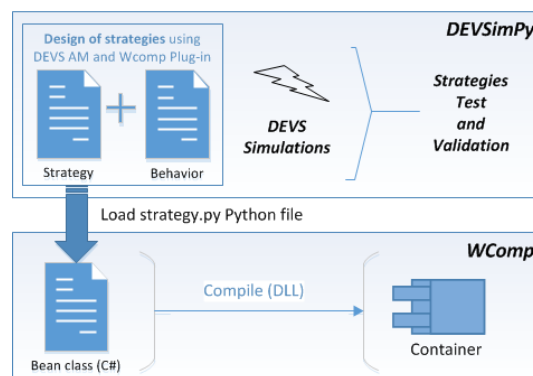 DEVSimPy
Design of strategies using
DEVS AM and Wcomp Plug-in
Strategy
Behavior
DEVS
Simulations
Strategies
Test
and
Validation
Load strategy.py Python file
WComp
Bean class (C#)
Compile (DLL)
Container